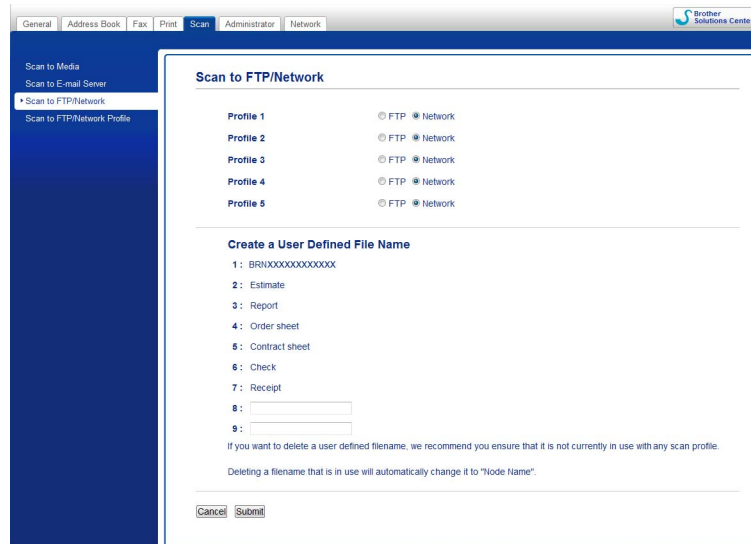 General Address Book Fax Print Scan Administrator Network
Brother
Solutions Cente
Scan to Media
Scan to E-mail Server
Scan to FTP/Network
Scan to FTP/Network Profile
Scan to FTP/Network
Profile 1 FTP Network
Profile 2 FTP Network
Profile 3 FTP Network
Profile 4 FTP Network
Profile 5 FTP Network
Create a User Defined File Name
1 : BRNXXXXXXXXXXXX
2 : Estimate
3 : Report
4 : Order sheet
5 : Contract sheet
6 : Check
7 : Receipt
8 :
9 :
If you want to delete a user defined filename, we recommend you ensure that it is not currently in use with any scan profile.
Deleting a filename that is in use will automatically change it to "Node Name".
Cancel Submit